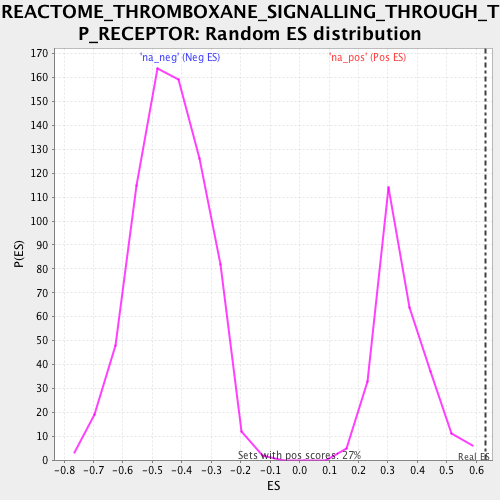 REACTOME_THROMBOXANE_SIGNALLING_THROUGH_T
P_RECEPTOR: Random ES distribution
'na_neg' (Neg ES) 'na_pos' (Pos ES)
170
160
150
140
130
120
110
100
90
80
70
60
50
40
30
20
10
0
P(ES)
Sets with pos scores: 27%
Real ES
-0.8 -0.7 -0.6 -0.5 -0.4 -0.3 -0.2 -0.1 0.0 0.1 0.2 0.3 0.4 0.5 0.6
ES